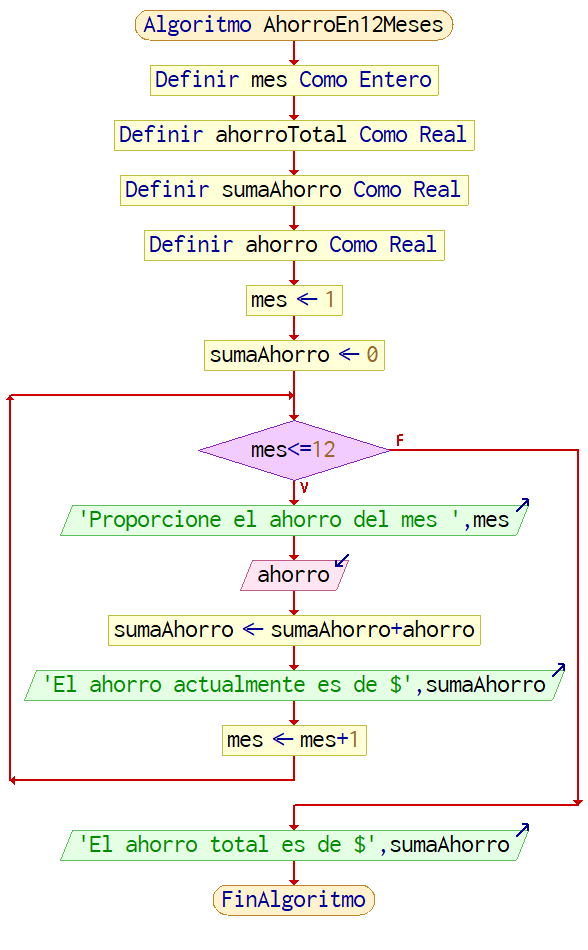 Algoritmo AhorroEn12Meses
Definir mes Como Entero
Definir ahorroTotal Como Real
Definir sumaAhorro Como Real
Definir ahorro Como Real
mes ← 1
sumaAhorro ← 0
mes<=12
F
V
'Proporcione el ahorro del mes ',mes
ahorro
sumaAhorro ← sumaAhorro+ahorro
'El ahorro actualmente es de $',sumaAhorro
mes ← mes+1
'El ahorro total es de $',sumaAhorro
FinAlgoritmo